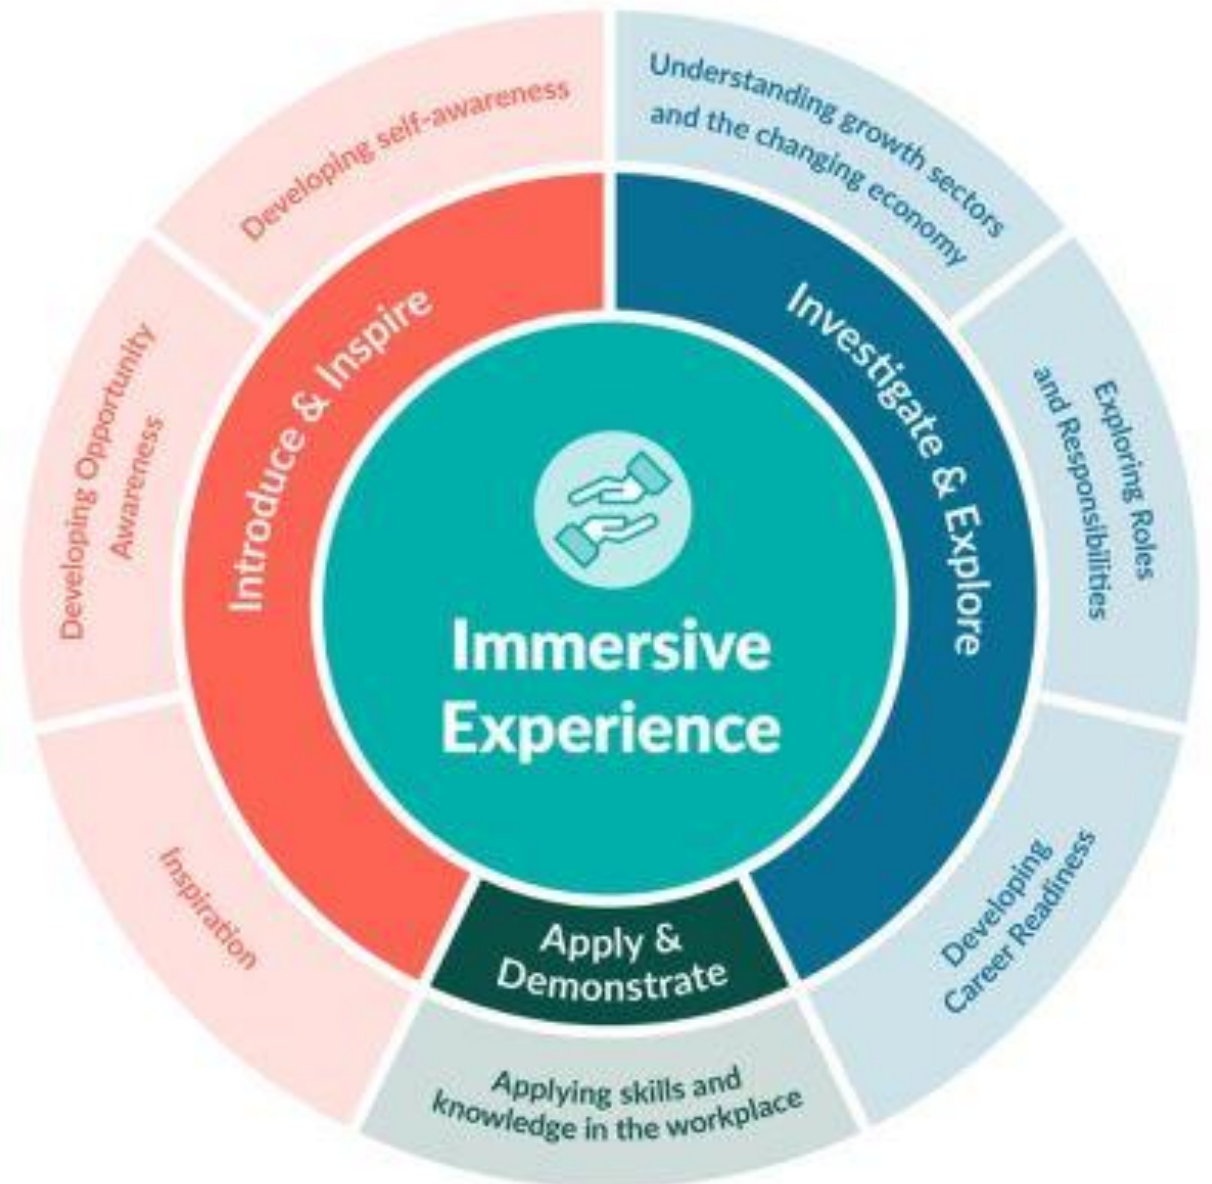 Developing self-awareness
Understanding growth sectors
and the changing economy
Introduce & Inspire
Investigate & Explore
Developing Opportunity
Awareness
Exploring Roles
and Responsibilities
Immersive
Experience
Inspiration
Developing
Career Readiness
Apply &
Demonstrate
Applying skills and
knowledge in the workplace